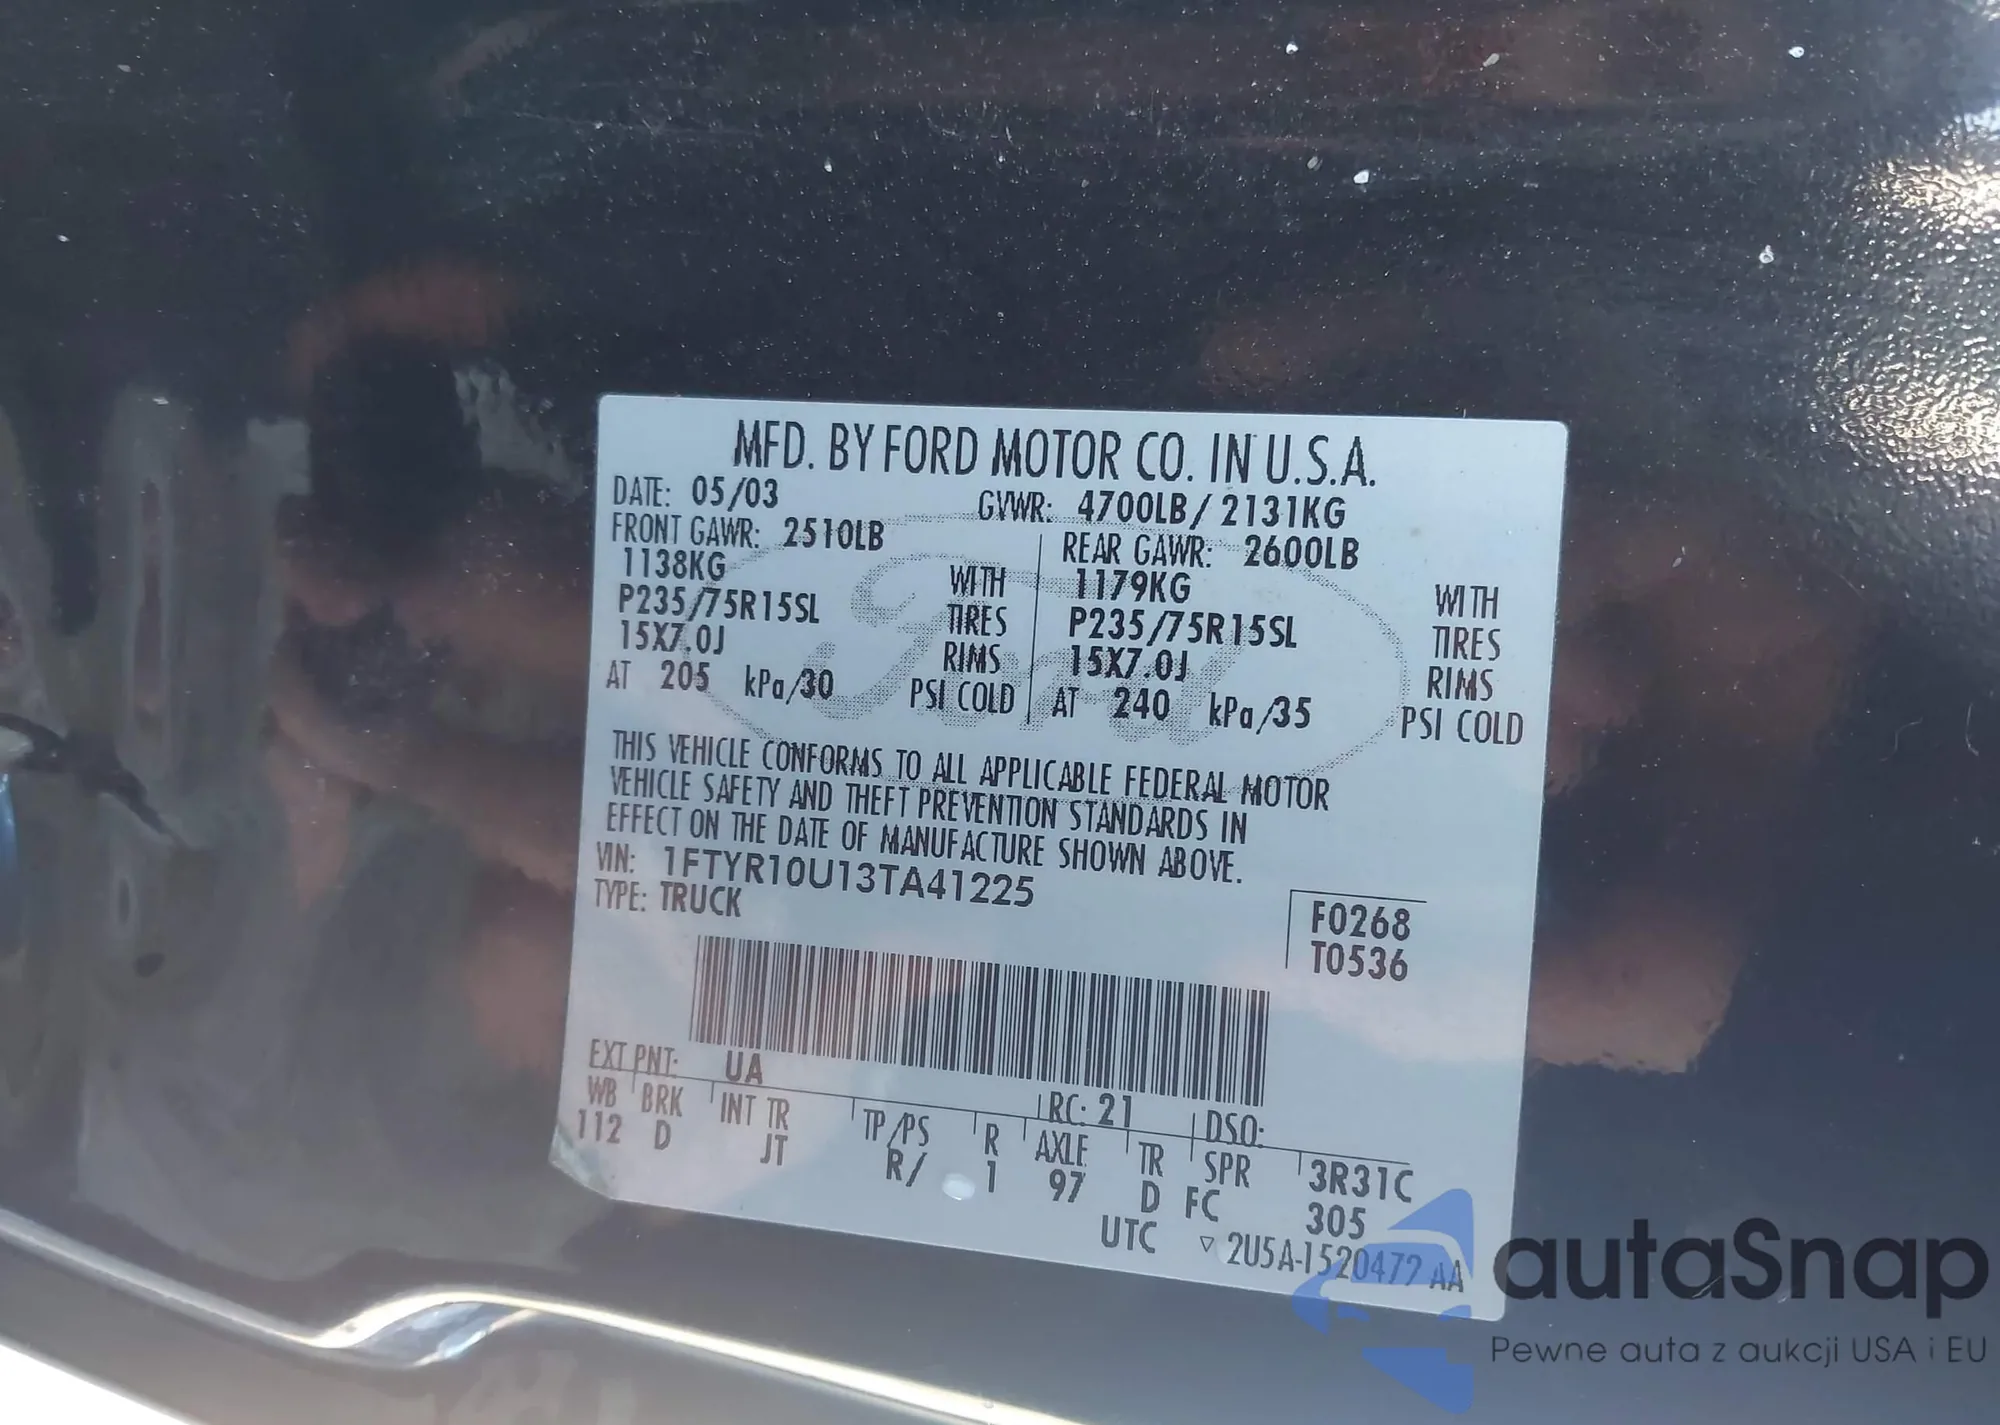 MFD. BY FORD MOTOR CO. IN U.S.A.
DATE: 05/03 GVWR: 4700LB / 2131KG
FRONT GAWR: 2510LB REAR GAWR: 2600LB
1138KG WITH 1179KG WITH
P235/75R15SL TIRES P235/75R15SL TIRES
15X7.0J RIMS 15X7.0J RIMS
AT 205 kPa/30 PSI COLD AT 240 kPa/35 PSI COLD
THIS VEHICLE CONFORMS TO ALL APPLICABLE FEDERAL MOTOR
VEHICLE SAFETY AND THEFT PREVENTION STANDARDS IN
EFFECT ON THE DATE OF MANUFACTURE SHOWN ABOVE.
VIN: 1FTYR10U13TA41225
TYPE: TRUCK
F0268
T0536
EXT PNT: UA RC: 21 DSO:
WB BRK INT TR TP/PS R AXLE TR SPR 3R31C
112 D JT R/ 1 97 D FC 305
UTC ▽ 2U5A-1520472 AA
Ford
autaSnap
Pewne auta z aukcji USA i EU